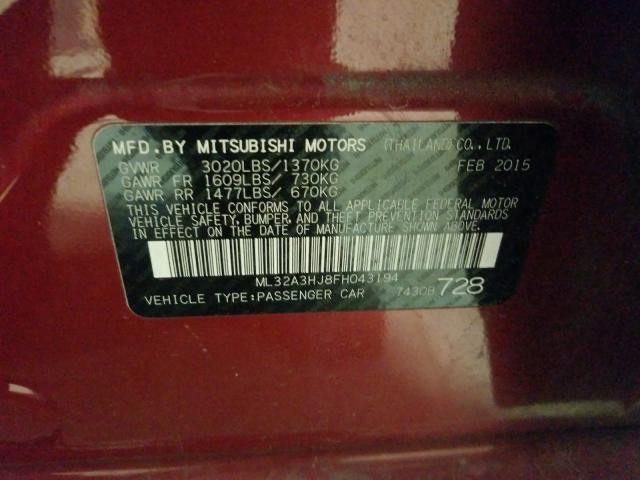 MFD. BY MITSUBISHI MOTORS (THAILAND) CO., LTD.
GVWR 3020LBS/1370KG FEB 2015
GAWR FR 1609LBS/ 730KG
GAWR RR 1477LBS/ 670KG
THIS VEHICLE CONFORMS TO ALL APPLICABLE FEDERAL MOTOR
VEHICLE SAFETY, BUMPER, AND THEFT PREVENTION STANDARDS
IN EFFECT ON THE DATE OF MANUFACTURE SHOWN ABOVE.
ML32A3HJ8FH043194
VEHICLE TYPE:PASSENGER CAR 7430B 728